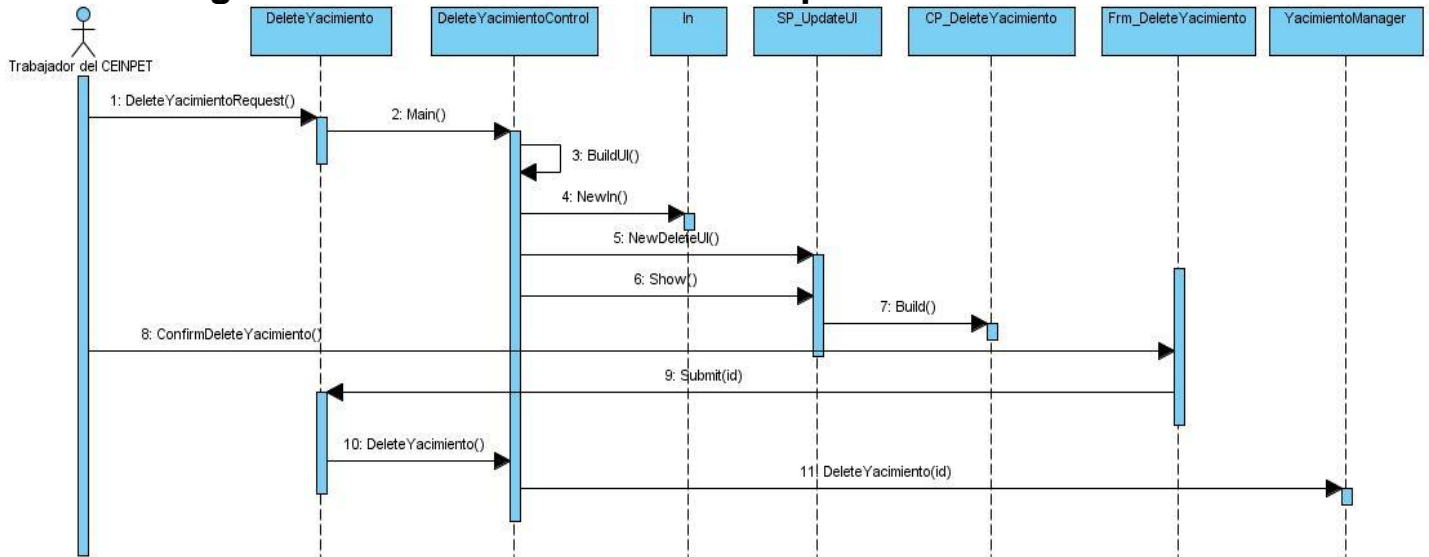 DeleteYacimiento
DeleteYacimientoControl
In
SP_UpdateUI
CP_DeleteYacimiento
Frm_DeleteYacimiento
YacimientoManager
Trabajador del CEINPET
1: DeleteYacimientoRequest()
2: Main()
3: BuildUI()
4: NewIn()
5: NewDeleteUI()
6: Show()
7: Build()
8: ConfirmDeleteYacimiento()
9: Submit(id)
10: DeleteYacimiento()
11: DeleteYacimiento(id)